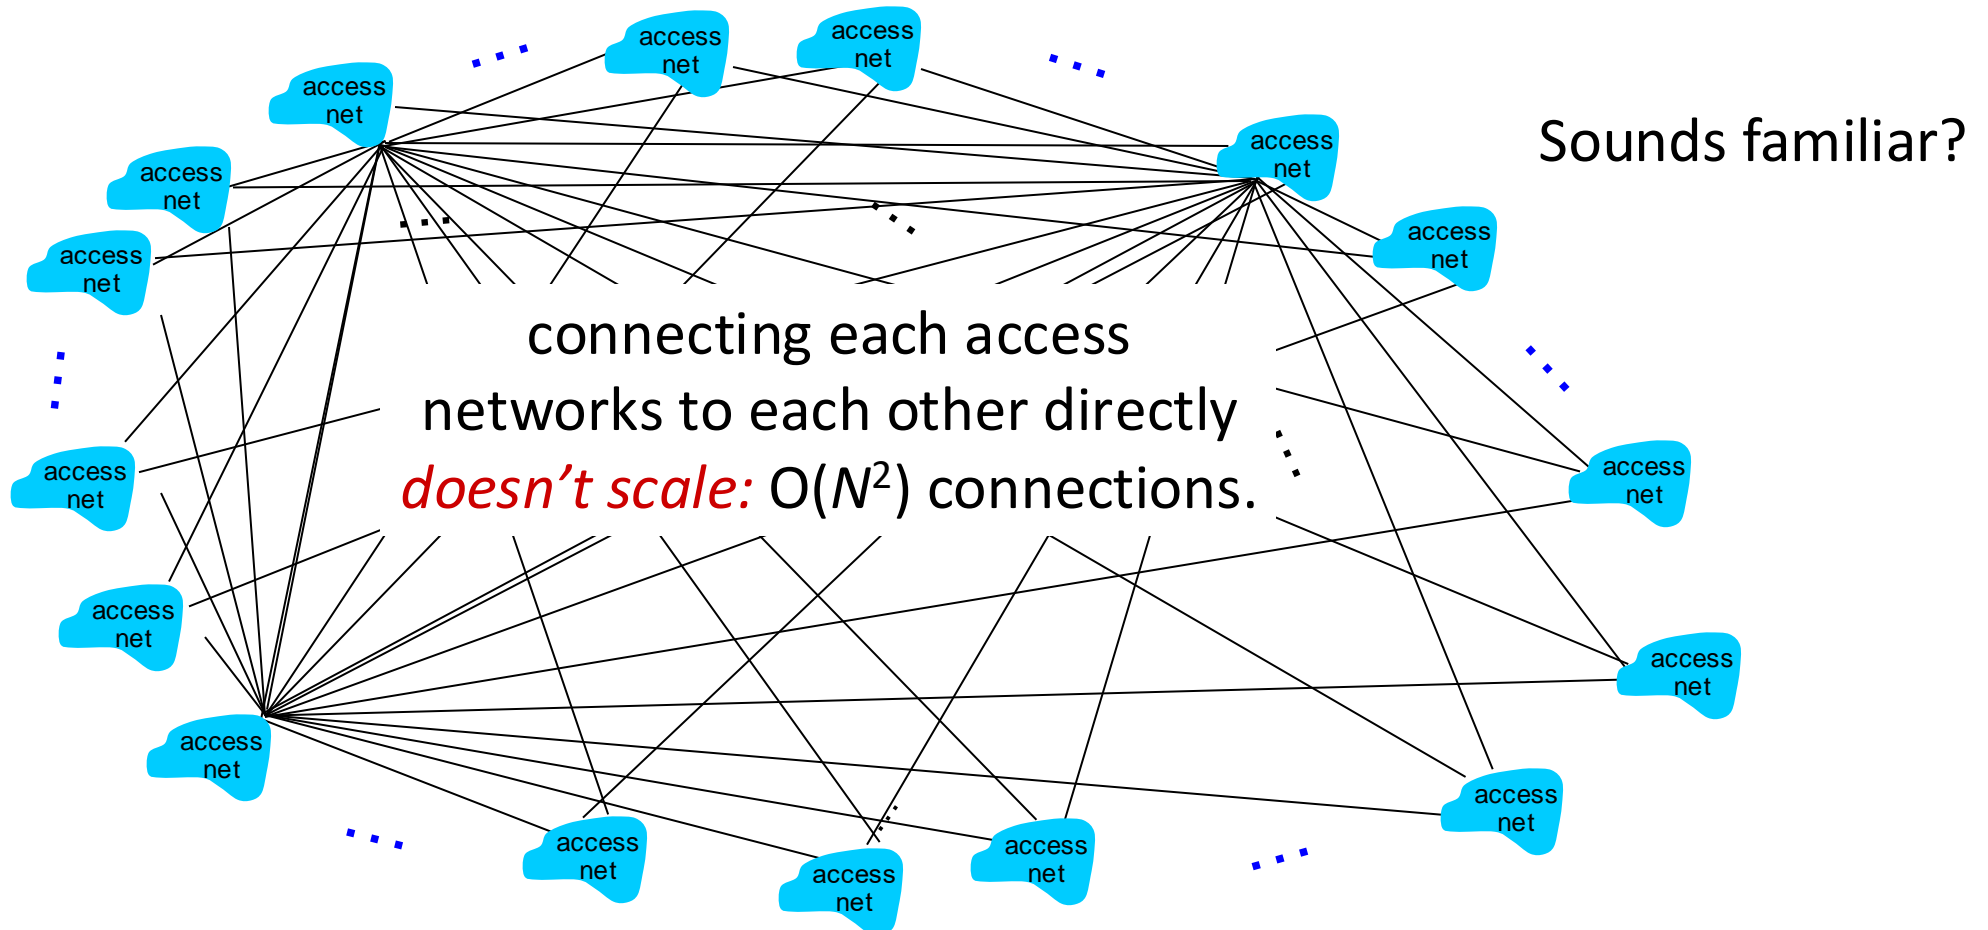 access
net
access
net
access
net
access
net
Sounds familiar?
access
net
access
net
access
net
connecting each access
networks to each other directly
doesn’t scale: O(N²) connections.
access
net
access
net
access
net
access
net
access
net
access
net
access
net
access
net
access
net